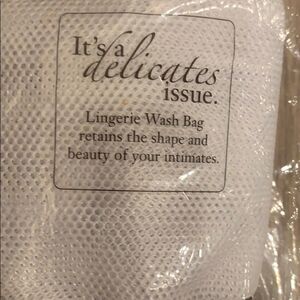 It's a
delicates
issue.
Lingerie Wash Bag
retains the shape and
beauty of your intimates.